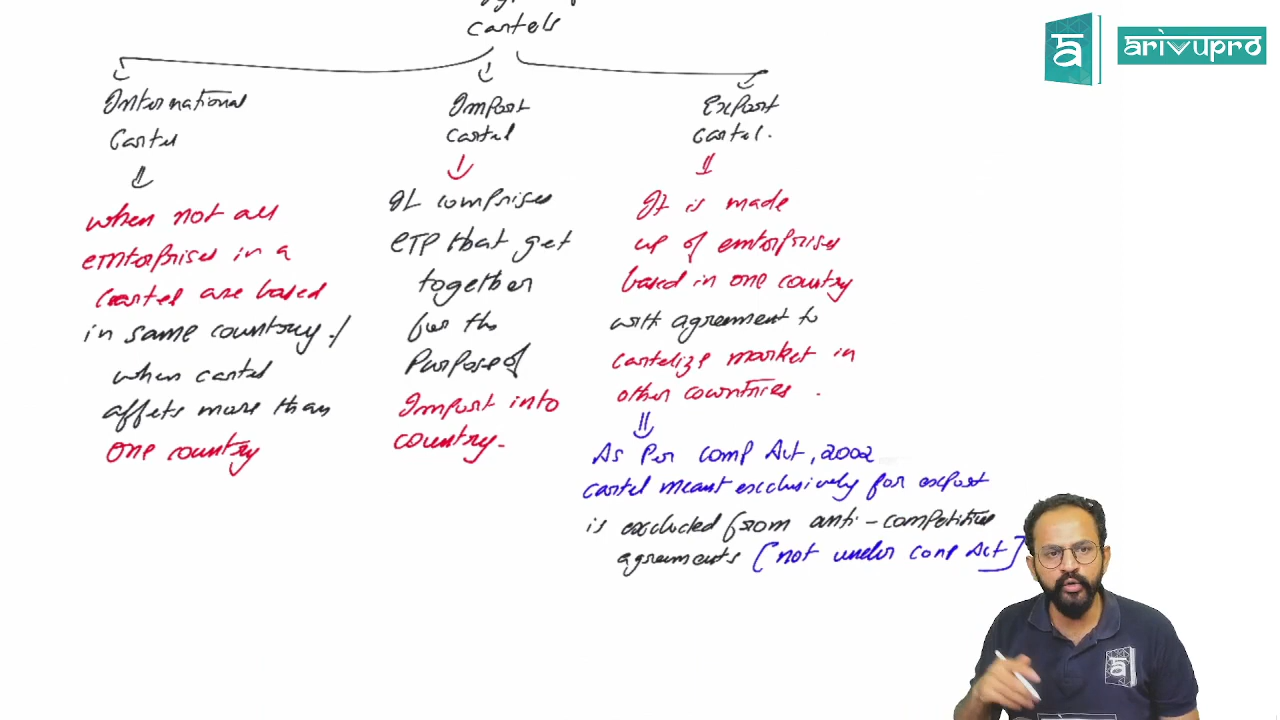 cartels
arivupro
International
Cartel
Import
cartel
Export
cartel.
when not all
enterprises in a
cartel are based
in same country. /
when cartel
affets more than
one country
It comprises
ETP that get
together
for the
Purpose of
Import into
country.
It is made
up of enterprises
based in one country
with agreement to
cartelize market in
other countries.
As Per comp Act, 2002
cartel meant exclusively for export
is excluded from anti-competitive
agreements [not under comp Act]